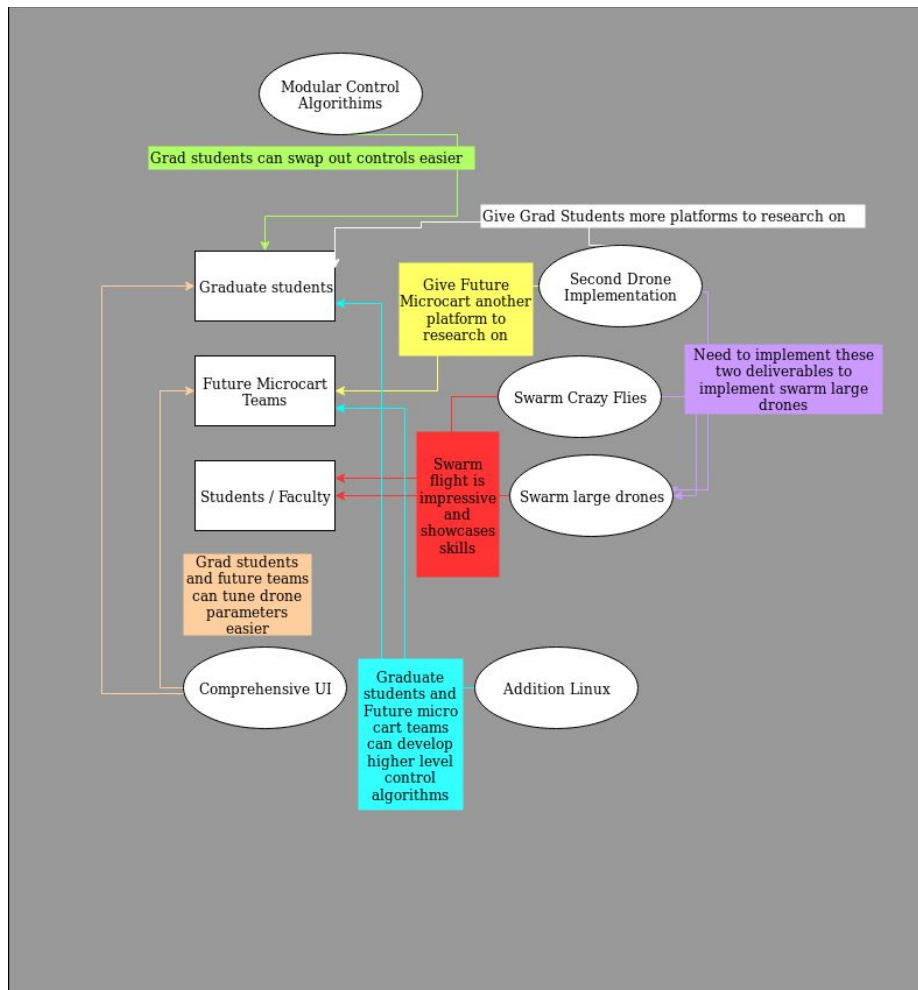 Modular Control
Algorithims
Grad students can swap out controls easier
Give Grad Students more platforms to research on
Graduate students
Give Future
Microcart another
platform to
research on
Second Drone
Implementation
Need to implement these
two deliverables to
implement swarm large
drones
Future Microcart
Teams
Swarm Crazy Flies
Students / Faculty
Swarm
flight is
impressive
and
showcases
skills
Swarm large drones
Grad students
and future teams
can tune drone
parameters
easier
Comprehensive UI
Graduate
students and
Future micro
cart teams
can develop
higher level
control
algorithms
Addition Linux